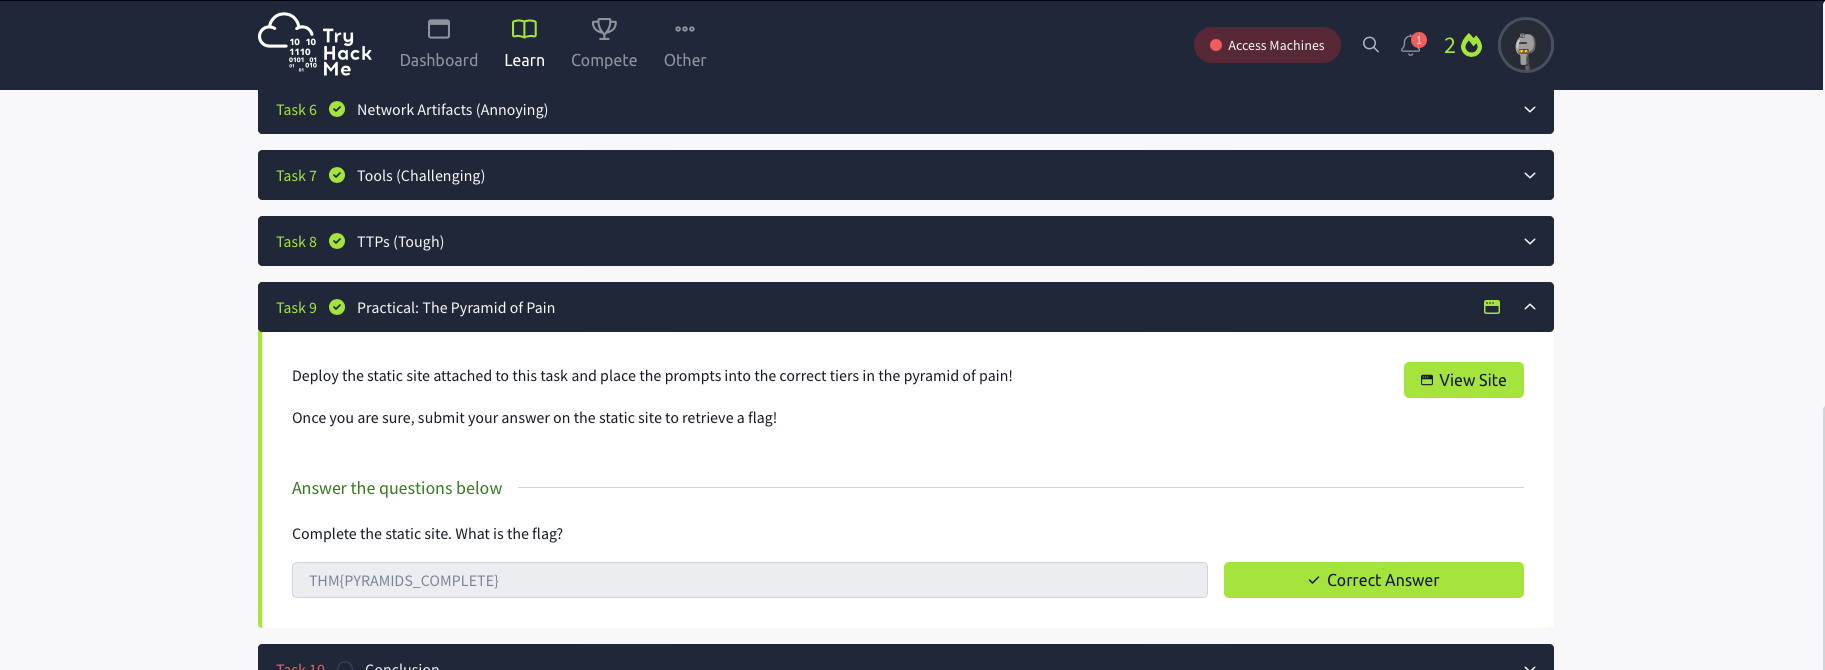 10 10
1110
0101 01
01 010
Try
Hack
Me
Dashboard
Learn
Compete
Other
Access Machines
1
2
Task 6 Network Artifacts (Annoying)
Task 7 Tools (Challenging)
Task 8 TTPs (Tough)
Task 9 Practical: The Pyramid of Pain
Deploy the static site attached to this task and place the prompts into the correct tiers in the pyramid of pain!
View Site
Once you are sure, submit your answer on the static site to retrieve a flag!
Answer the questions below
Complete the static site. What is the flag?
THM{PYRAMIDS_COMPLETE}
Correct Answer
Task 10 Conclusion